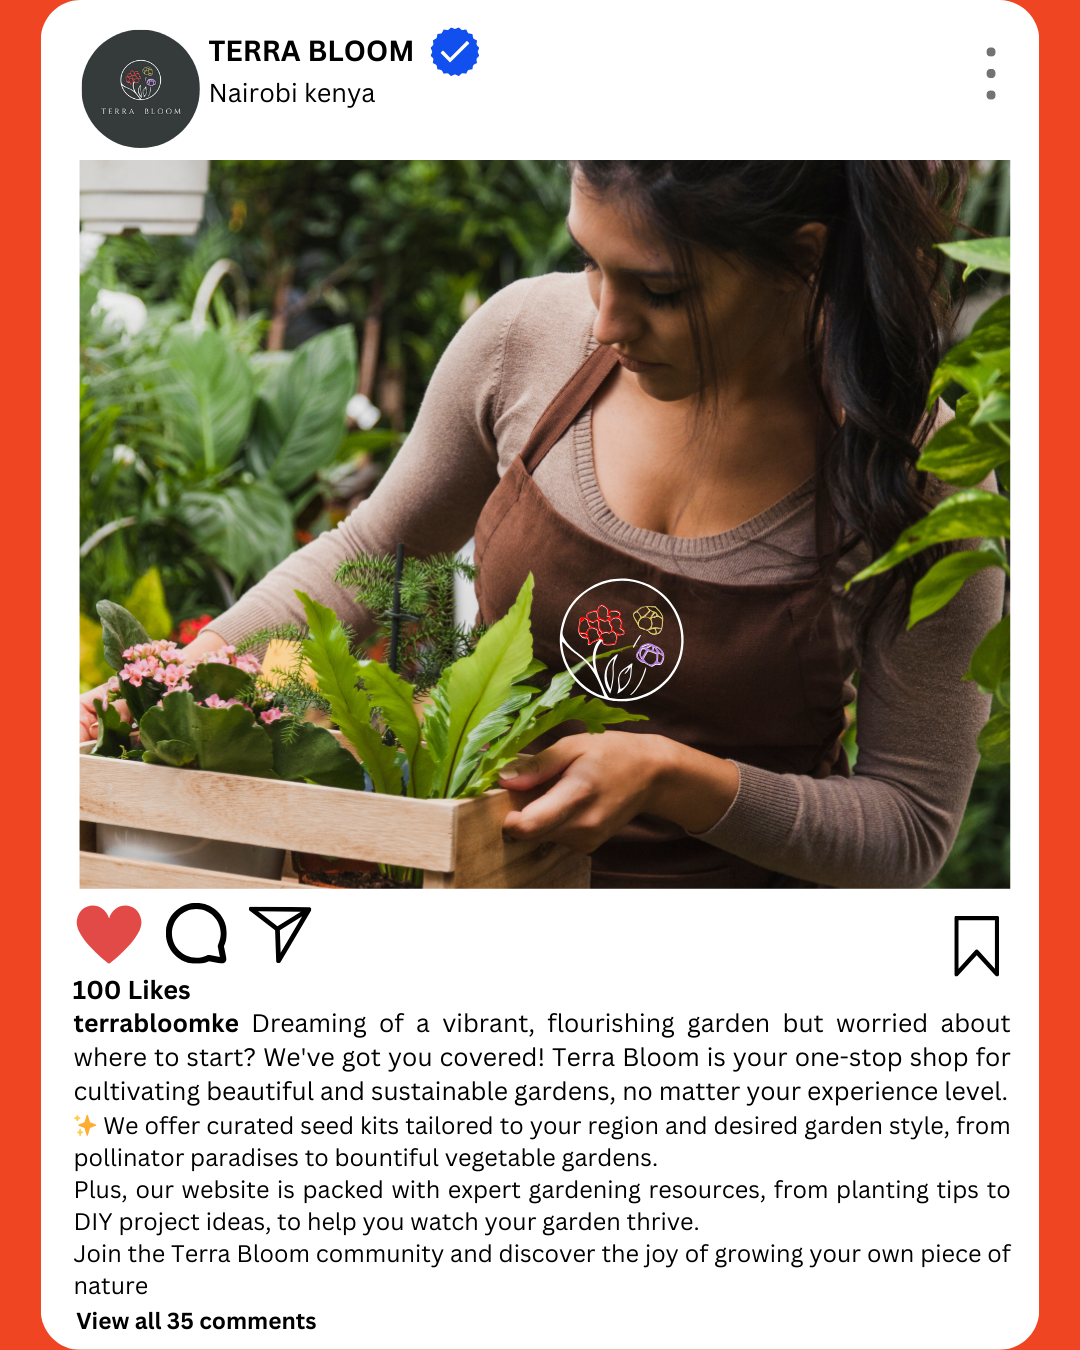 TERRA BLOOM
Nairobi kenya
TERRA BLOOM
100 Likes
terrabloomke Dreaming of a vibrant, flourishing garden but worried about
where to start? We've got you covered! Terra Bloom is your one-stop shop for
cultivating beautiful and sustainable gardens, no matter your experience level.
✨ We offer curated seed kits tailored to your region and desired garden style, from
pollinator paradises to bountiful vegetable gardens.
Plus, our website is packed with expert gardening resources, from planting tips to
DIY project ideas, to help you watch your garden thrive.
Join the Terra Bloom community and discover the joy of growing your own piece of
nature
View all 35 comments